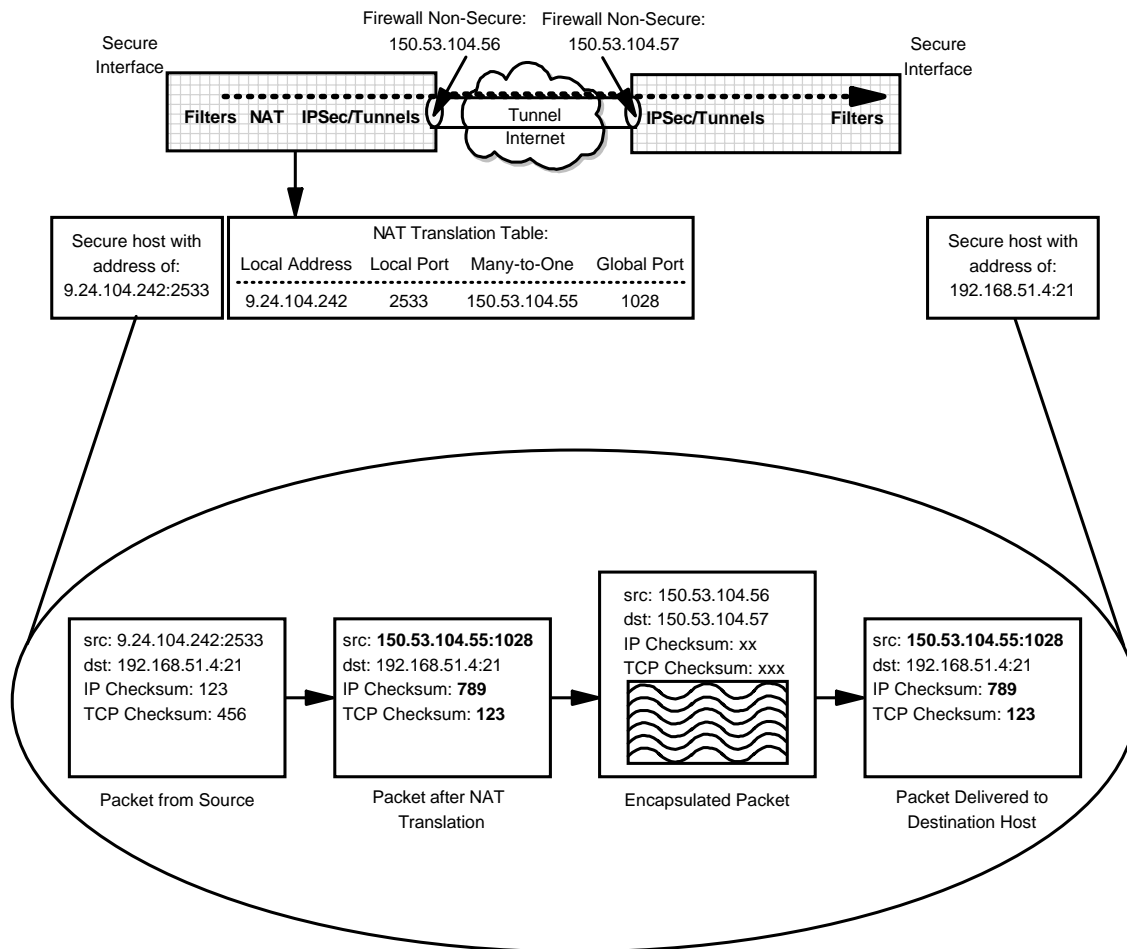 Firewall Non-Secure:
150.53.104.56
Firewall Non-Secure:
150.53.104.57
Secure
Interface
Secure
Interface
Filters NAT IPSec/Tunnels
Tunnel
Internet
IPSec/Tunnels Filters
Secure host with
address of:
9.24.104.242:2533
NAT Translation Table:
Local Address Local Port Many-to-One Global Port
9.24.104.242 2533 150.53.104.55 1028
Secure host with
address of:
192.168.51.4:21
src: 9.24.104.242:2533
dst: 192.168.51.4:21
IP Checksum: 123
TCP Checksum: 456
Packet from Source
src: 150.53.104.55:1028
dst: 192.168.51.4:21
IP Checksum: 789
TCP Checksum: 123
Packet after NAT
Translation
src: 150.53.104.56
dst: 150.53.104.57
IP Checksum: xx
TCP Checksum: xxx
Encapsulated Packet
src: 150.53.104.55:1028
dst: 192.168.51.4:21
IP Checksum: 789
TCP Checksum: 123
Packet Delivered to
Destination Host